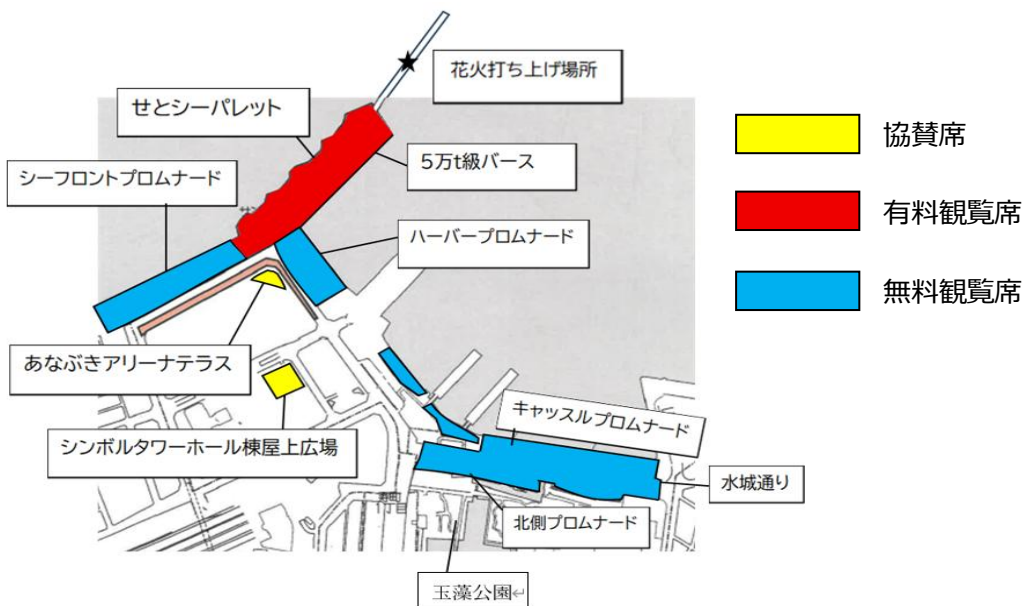 花火打ち上げ場所
せとシーパレット
5万t級バース
シーフロントプロムナード
ハーバープロムナード
協賛席
有料観覧席
無料観覧席
あなぶきアリーナテラス
シンボルタワーホール棟屋上広場
キャッスルプロムナード
水城通り
北側プロムナード
玉藻公園↵